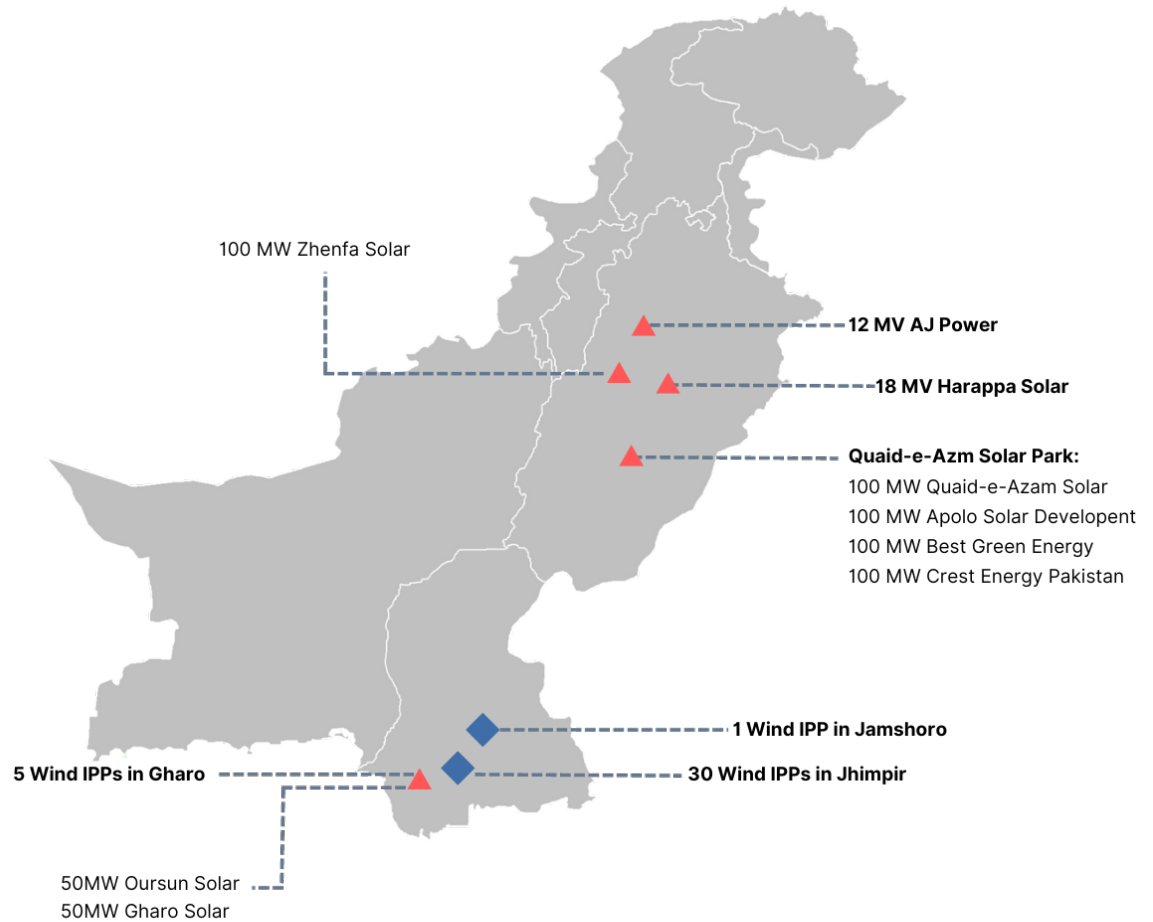 100 MW Zhenfa Solar
12 MV AJ Power
18 MV Harappa Solar
Quaid-e-Azm Solar Park:
100 MW Quaid-e-Azam Solar
100 MW Apolo Solar Developent
100 MW Best Green Energy
100 MW Crest Energy Pakistan
1 Wind IPP in Jamshoro
5 Wind IPPs in Gharo
30 Wind IPPs in Jhimpir
50MW Oursun Solar
50MW Gharo Solar